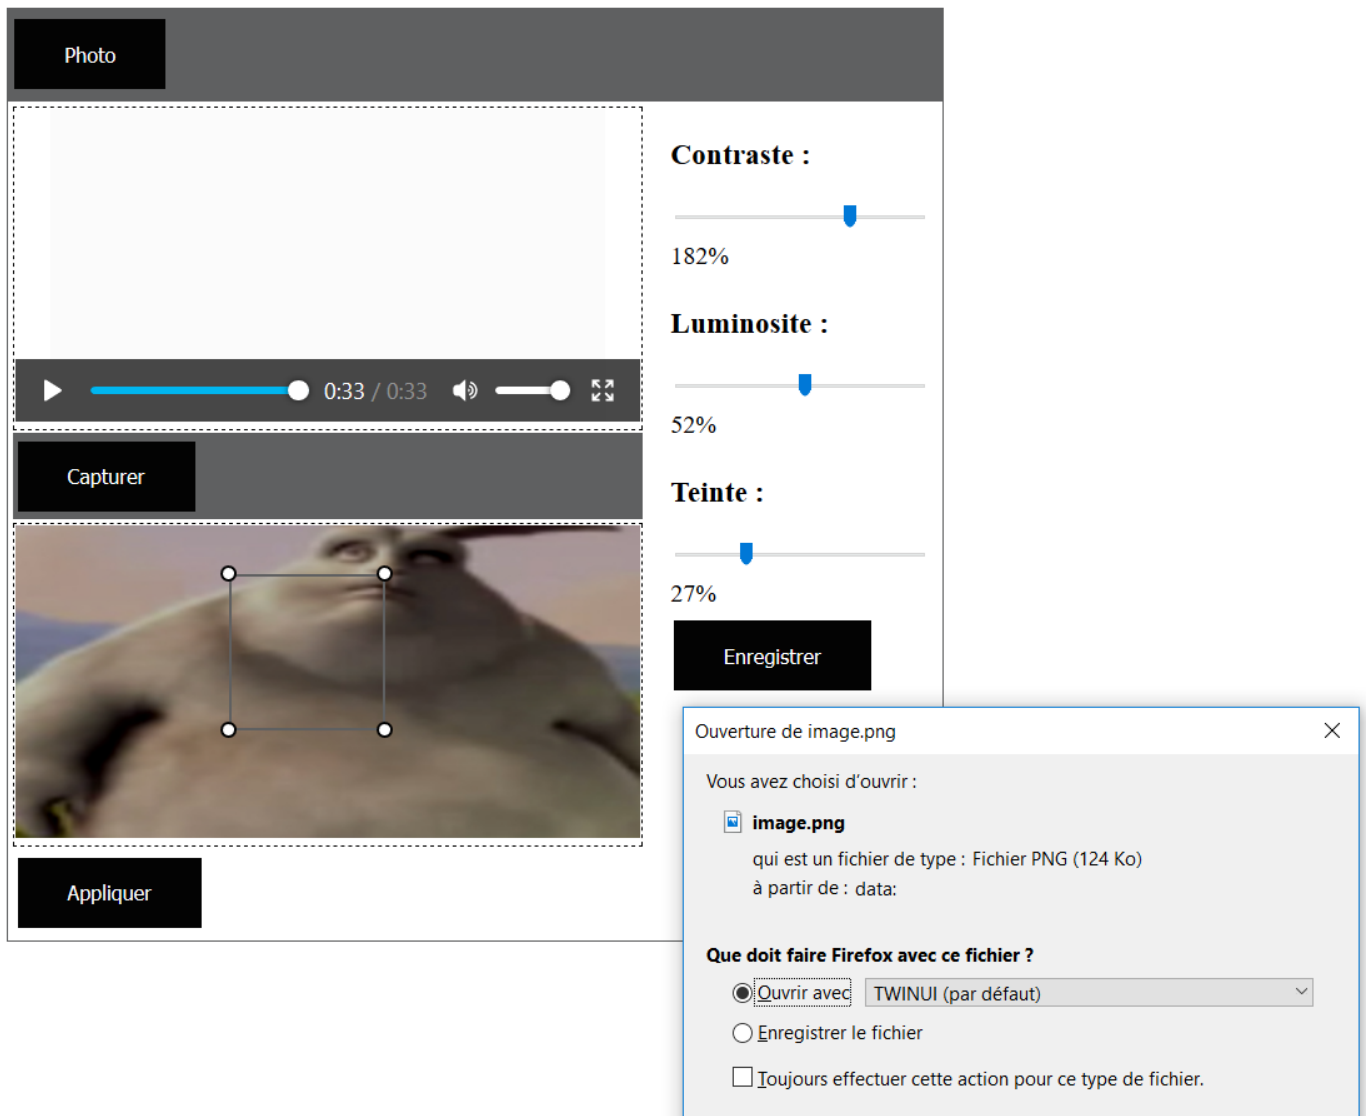 Photo
Contraste :
182%
Luminosite :
0:33 / 0:33
52%
Capturer
Teinte :
27%
Enregistrer
Appliquer
Ouverture de image.png
Vous avez choisi d'ouvrir :
image.png
qui est un fichier de type : Fichier PNG (124 Ko)
à partir de : data:
Que doit faire Firefox avec ce fichier ?
Ouvrir avec TWINUI (par défaut)
Enregistrer le fichier
Toujours effectuer cette action pour ce type de fichier.